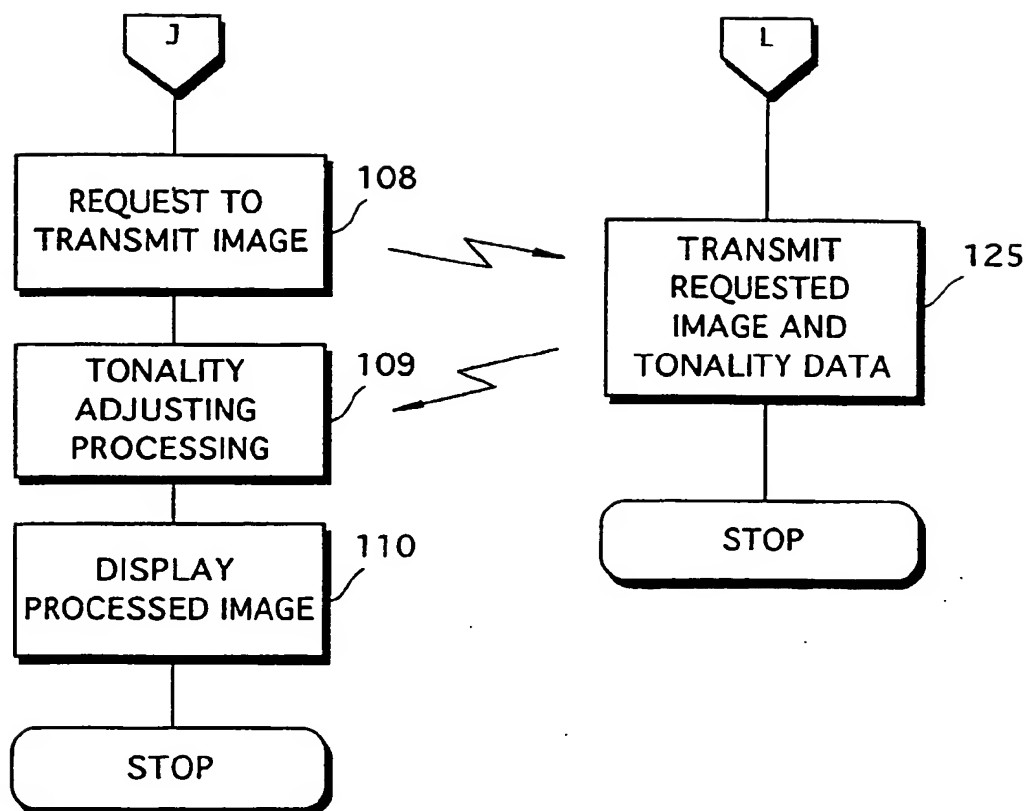 J
REQUEST TO
TRANSMIT IMAGE
108
TONALITY
ADJUSTING
PROCESSING
109
DISPLAY
PROCESSED IMAGE
110
STOP
L
TRANSMIT
REQUESTED
IMAGE AND
TONALITY DATA
125
STOP